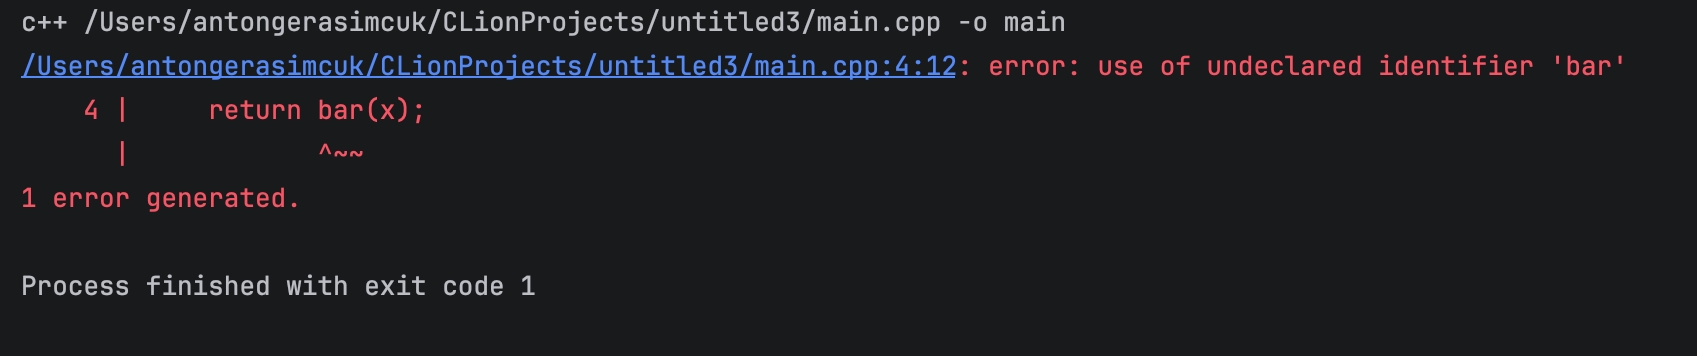 c++ /Users/antongerasimcuk/CLionProjects/untitled3/main.cpp -o main
/Users/antongerasimcuk/CLionProjects/untitled3/main.cpp:4:12: error: use of undeclared identifier 'bar'
    4 |     return bar(x);
      |            ^~~
1 error generated.

Process finished with exit code 1